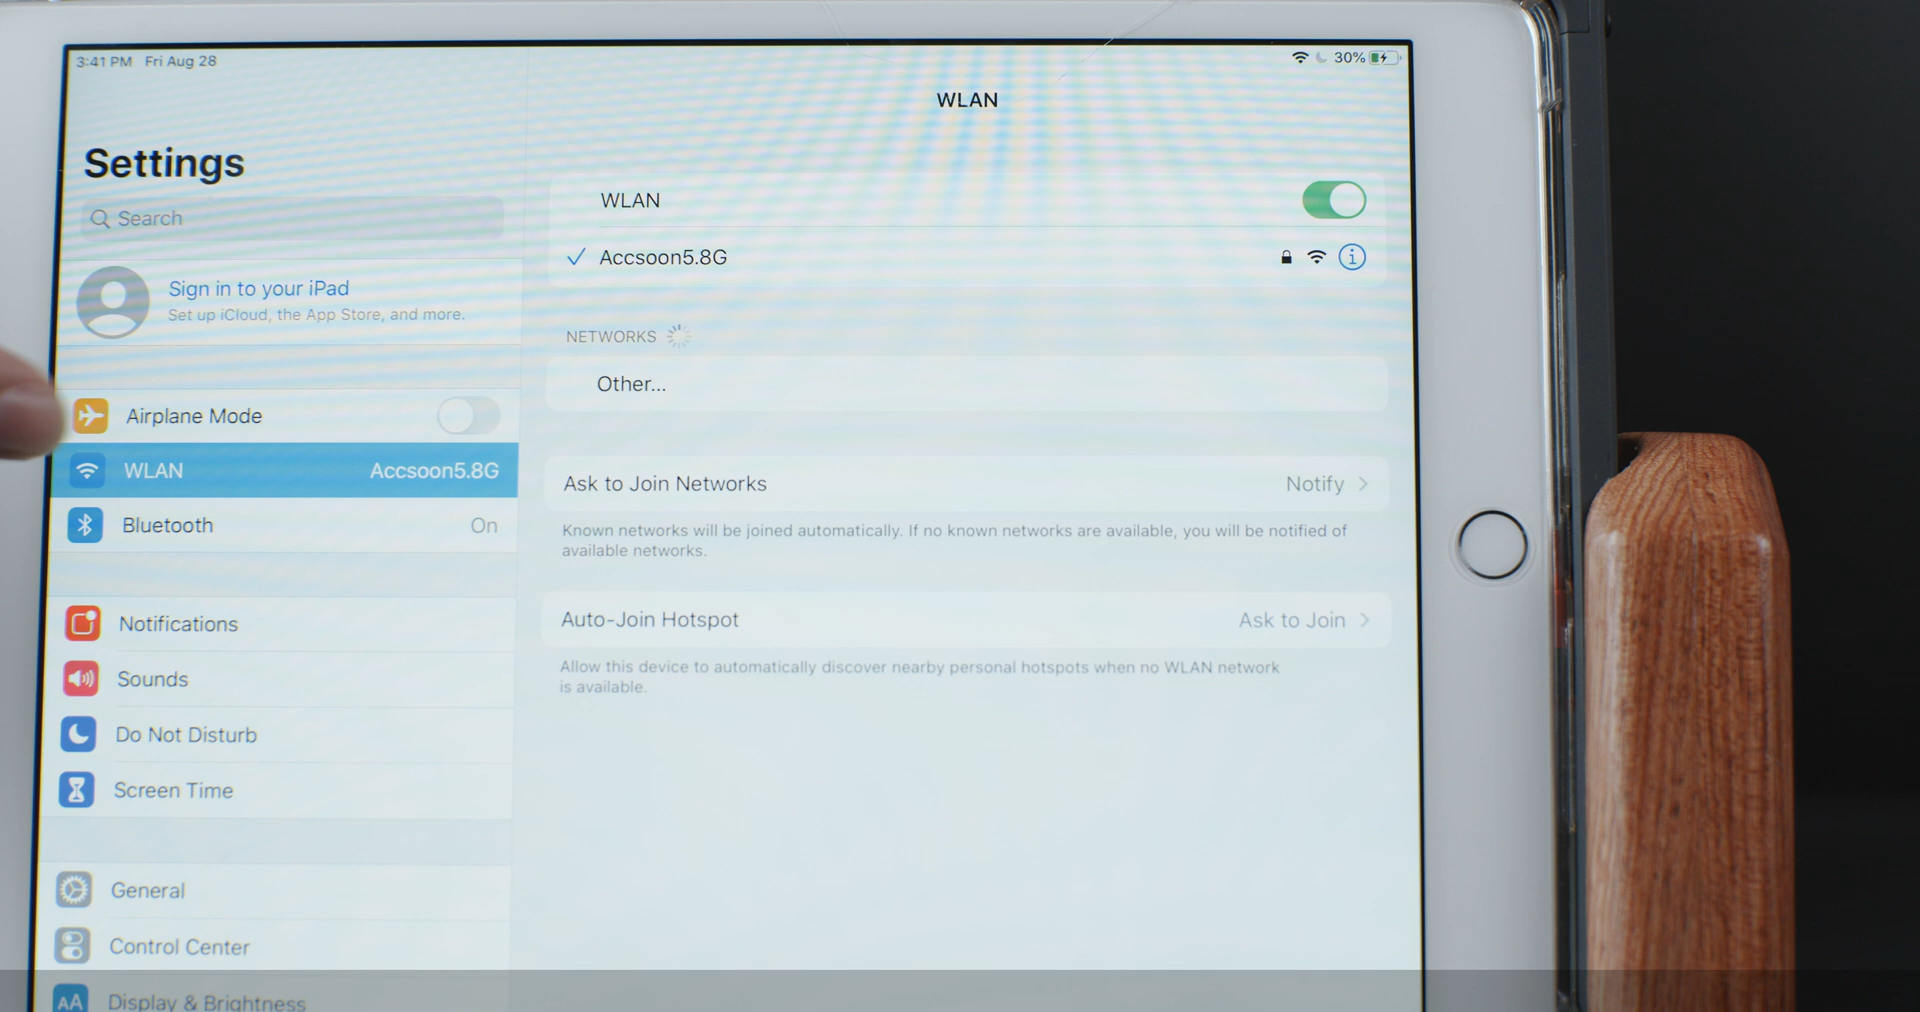 3:41 PM Fri Aug 28
30%
Settings
Search
Sign in to your iPad
Set up iCloud, the App Store, and more.
Airplane Mode
WLAN Accsoon5.8G
Bluetooth On
Notifications
Sounds
Do Not Disturb
Screen Time
General
Control Center
AA Display & Brightness
WLAN
WLAN
Accsoon5.8G
NETWORKS
Other...
Ask to Join Networks Notify
Known networks will be joined automatically. If no known networks are available, you will be notified of
available networks.
Auto-Join Hotspot Ask to Join
Allow this device to automatically discover nearby personal hotspots when no WLAN network
is available.